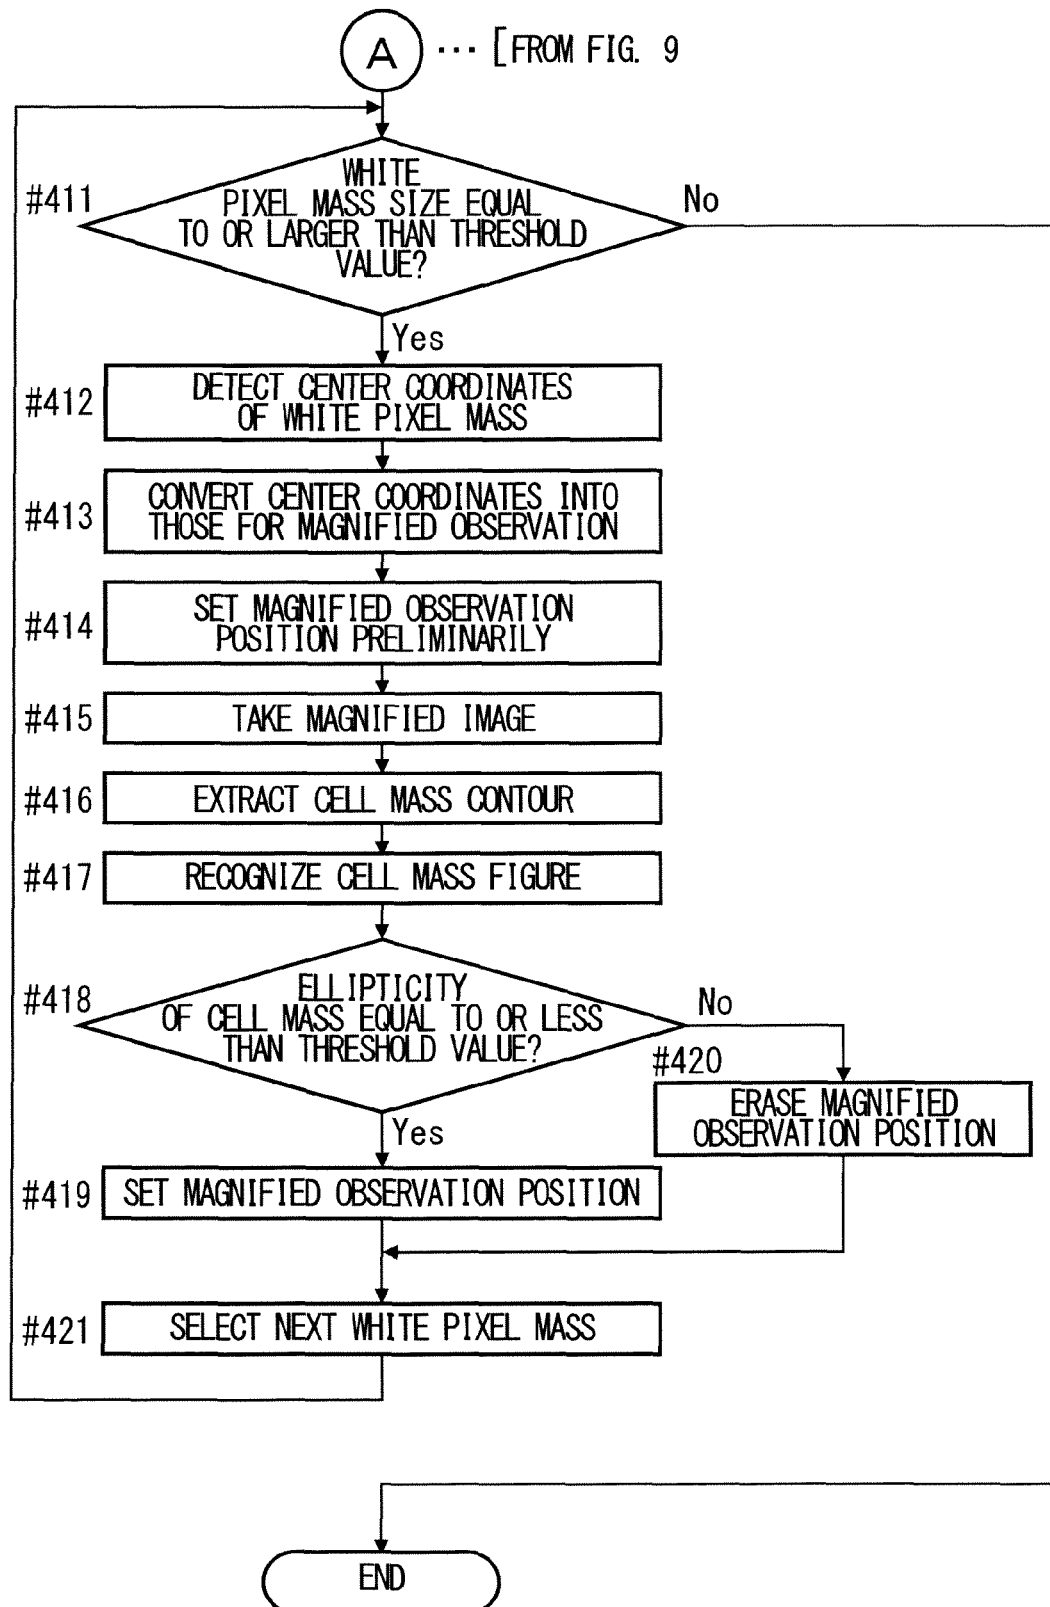 A ··· [FROM FIG. 9
#411
WHITE
PIXEL MASS SIZE EQUAL
TO OR LARGER THAN THRESHOLD
VALUE?
No
Yes
#412
DETECT CENTER COORDINATES
OF WHITE PIXEL MASS
#413
CONVERT CENTER COORDINATES INTO
THOSE FOR MAGNIFIED OBSERVATION
#414
SET MAGNIFIED OBSERVATION
POSITION PRELIMINARILY
#415
TAKE MAGNIFIED IMAGE
#416
EXTRACT CELL MASS CONTOUR
#417
RECOGNIZE CELL MASS FIGURE
#418
ELLIPTICITY
OF CELL MASS EQUAL TO OR LESS
THAN THRESHOLD VALUE?
No
#420
ERASE MAGNIFIED
OBSERVATION POSITION
Yes
#419
SET MAGNIFIED OBSERVATION POSITION
#421
SELECT NEXT WHITE PIXEL MASS
END